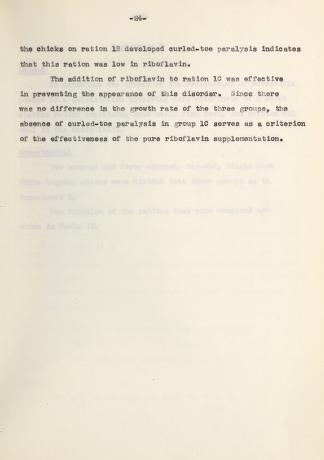 -24-
the chicks on ration 1B developed curled-toe paralysis indicates
that this ration was low in riboflavin.
The addition of riboflavin to ration 1C was effective
in preventing the appearance of this disorder. Since there
was no difference in the growth rate of the three groups, the
absence of curled-toe paralysis in group 1C serves as a criterion
of the effectiveness of the pure riboflavin supplementation.